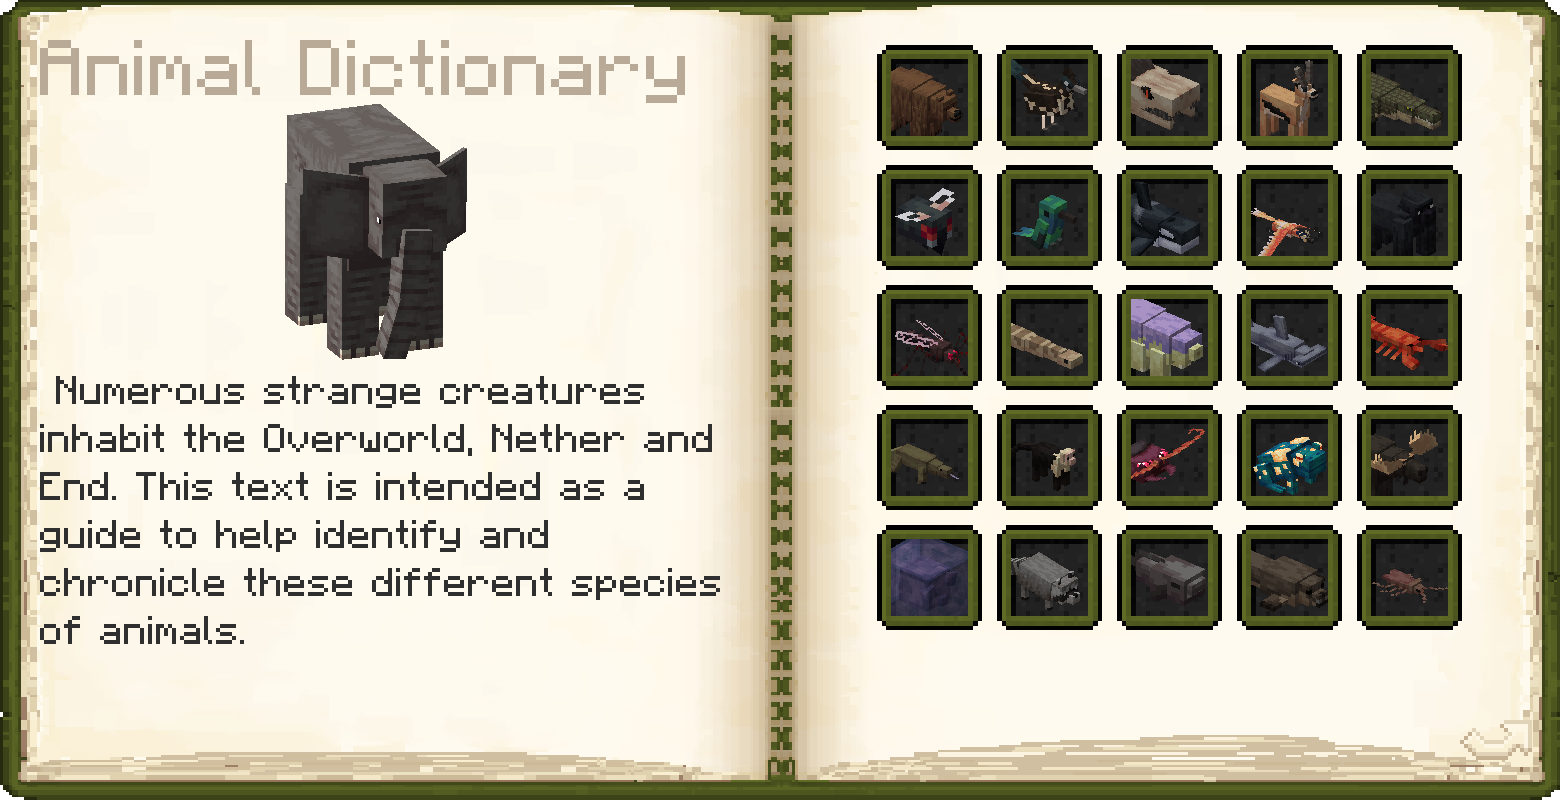 Animal Dictionary
Numerous strange creatures
inhabit the Overworld, Nether and
End. This text is intended as a
guide to help identify and
chronicle these different species
of animals.